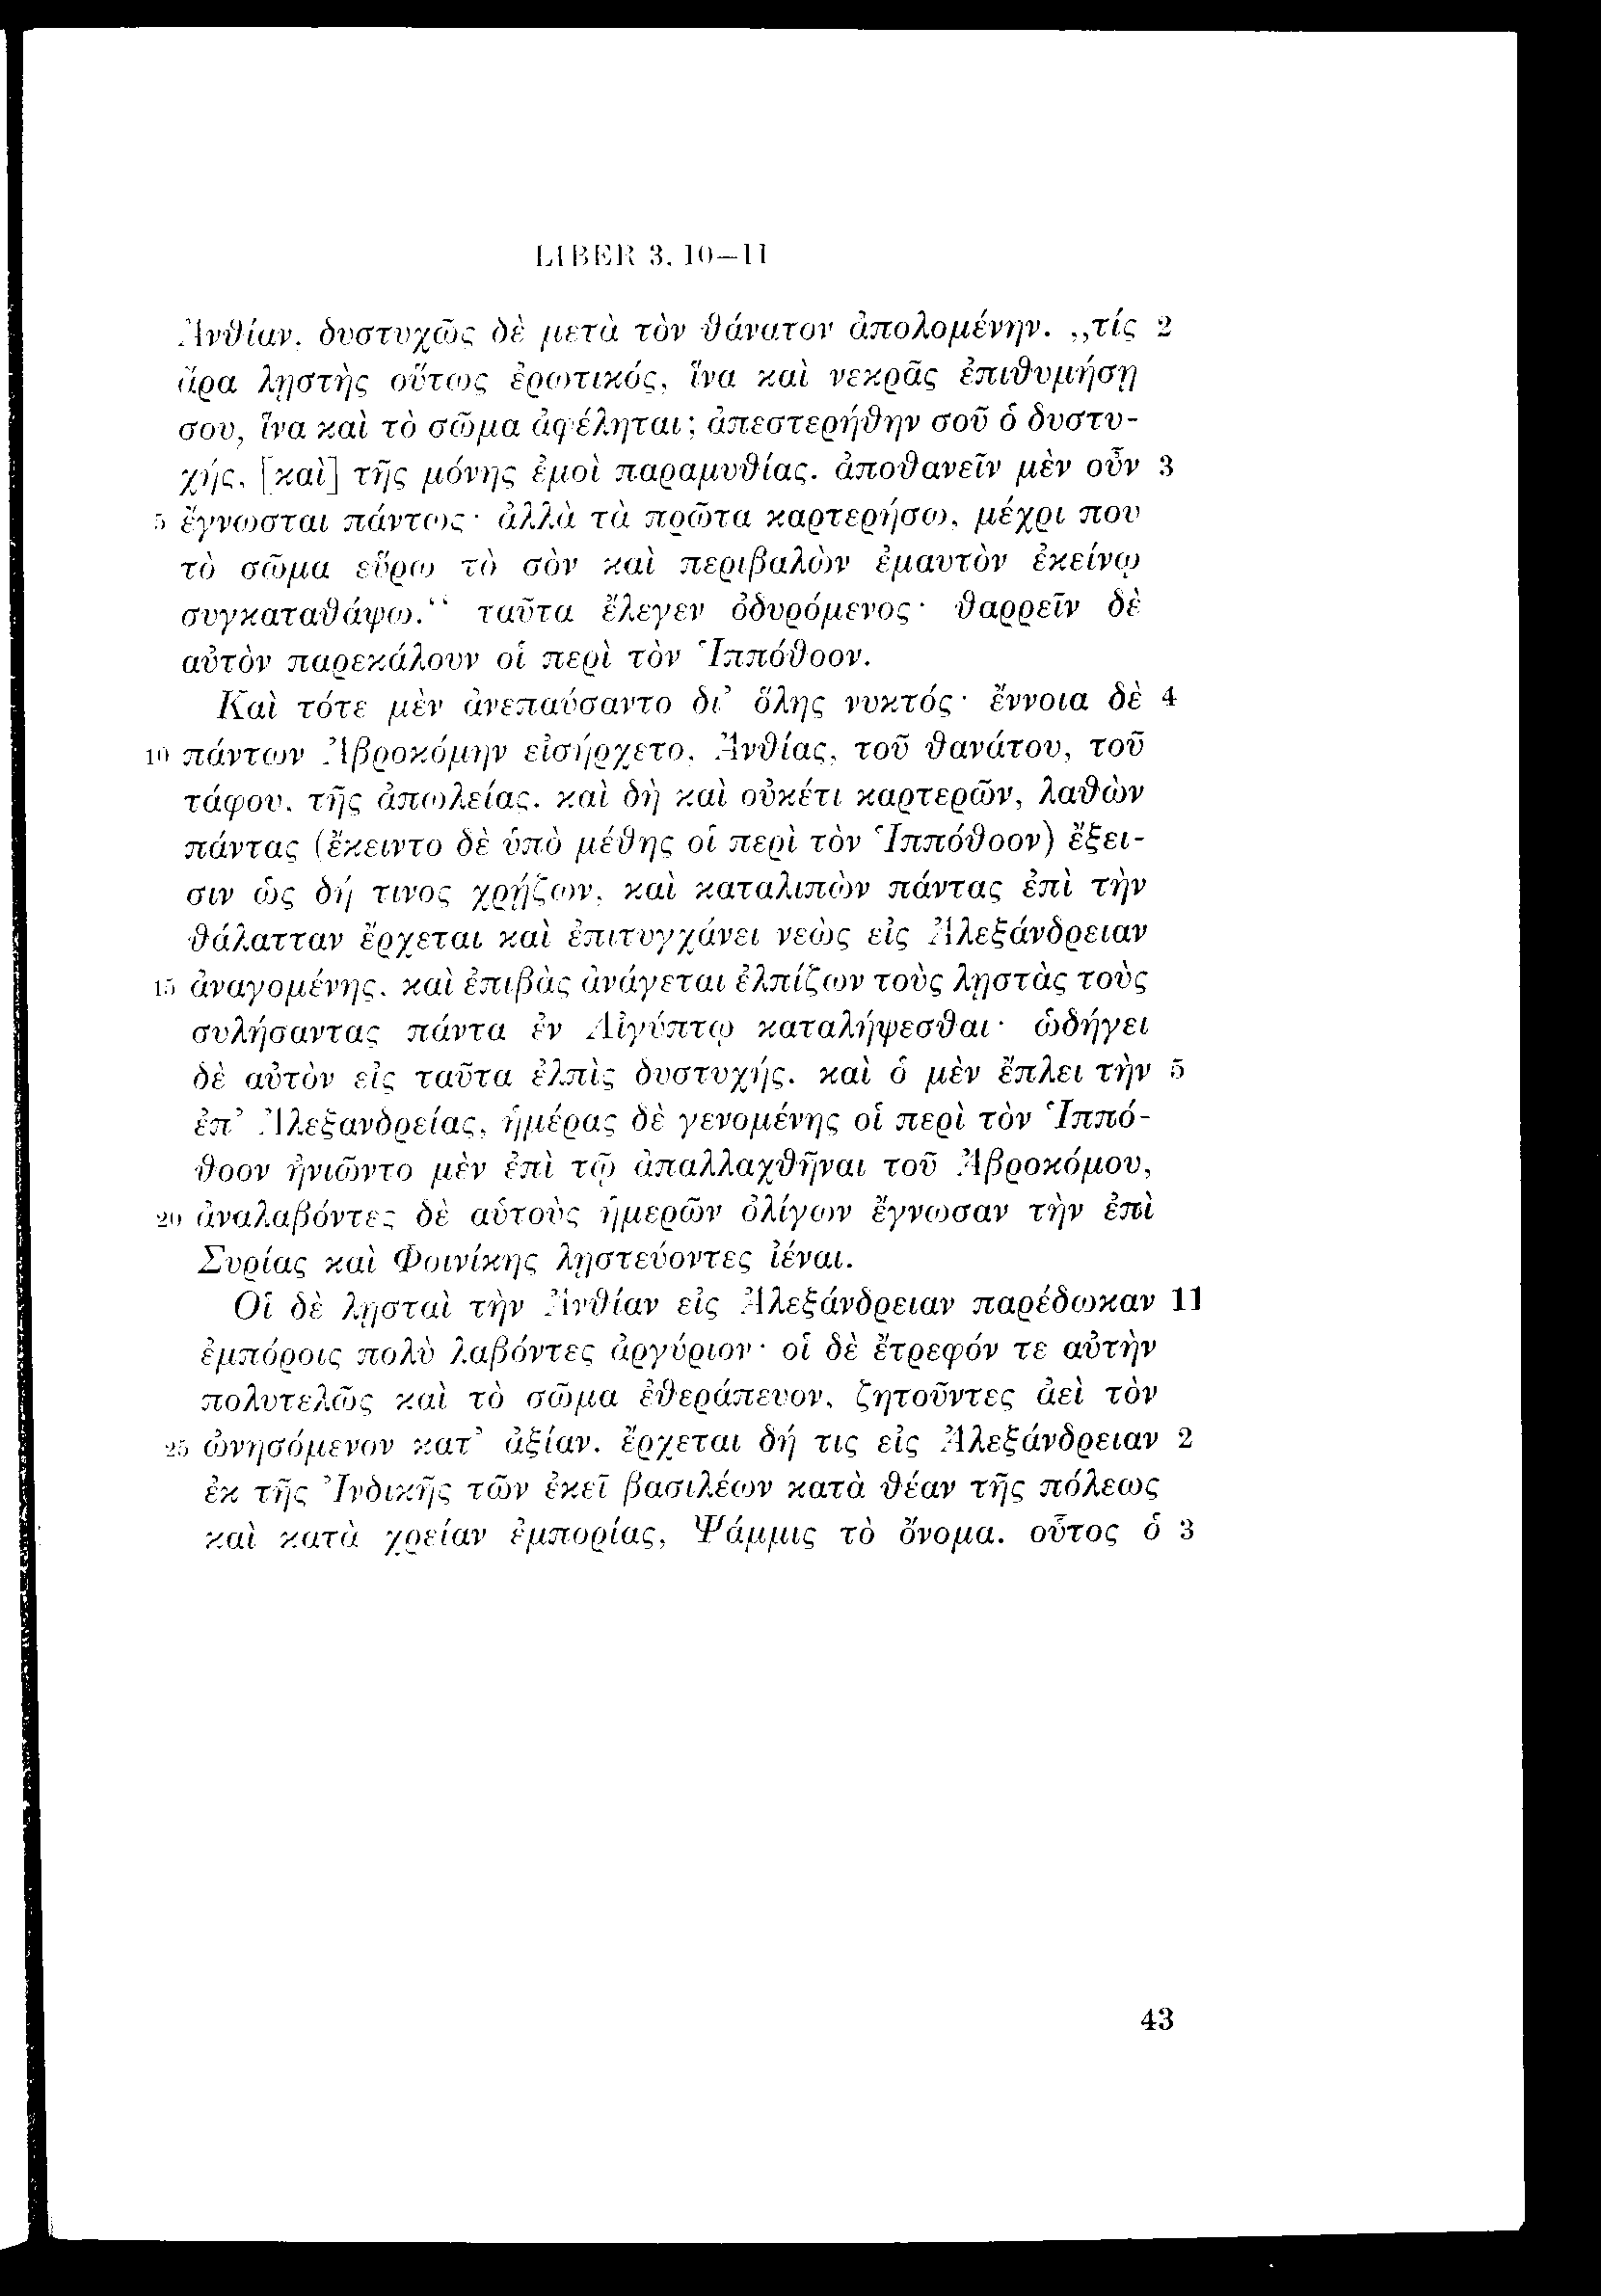 LIBER 3. 10–11
Ἀνθίαν, δυστυχῶς δὲ μετὰ τὸν θάνατον ἀπολομένην. „τίς 2
ἄρα λῃστὴς οὕτως ἐρωτικός, ἵνα καὶ νεκρᾶς ἐπιθυμήσῃ
σου, ἵνα καὶ τὸ σῶμα ἀφέληται; ἀπεστερήθην σοῦ ὁ δυστυ-
χής, [καὶ] τῆς μόνης ἐμοὶ παραμυθίας. ἀποθανεῖν μὲν οὖν 3
5 ἔγνωσται πάντως· ἀλλὰ τὰ πρῶτα καρτερήσω, μέχρι που
τὸ σῶμα εὕρω τὸ σὸν καὶ περιβαλὼν ἐμαυτὸν ἐκείνῳ
συγκαταθάψω.“ ταῦτα ἔλεγεν ὀδυρόμενος· θαρρεῖν δὲ
αὐτὸν παρεκάλουν οἱ περὶ τὸν Ἱππόθοον.
Καὶ τότε μὲν ἀνεπαύσαντο δι’ ὅλης νυκτός· ἔννοια δὲ 4
10 πάντων Ἁβροκόμην εἰσήρχετο, Ἀνθίας, τοῦ θανάτου, τοῦ
τάφου, τῆς ἀπωλείας. καὶ δὴ καὶ οὐκέτι καρτερῶν, λαθὼν
πάντας (ἔκειντο δὲ ὑπὸ μέθης οἱ περὶ τὸν Ἱππόθοον) ἔξει-
σιν ὡς δή τινος χρῄζων, καὶ καταλιπὼν πάντας ἐπὶ τὴν
θάλατταν ἔρχεται καὶ ἐπιτυγχάνει νεὼς εἰς Ἀλεξάνδρειαν
15 ἀναγομένης, καὶ ἐπιβὰς ἀνάγεται ἐλπίζων τοὺς λῃστὰς τοὺς
συλήσαντας πάντα ἐν Αἰγύπτῳ καταλήψεσθαι· ὡδήγει
δὲ αὐτὸν εἰς ταῦτα ἐλπὶς δυστυχής. καὶ ὁ μὲν ἔπλει τὴν 5
ἐπ’ Ἀλεξανδρείας, ἡμέρας δὲ γενομένης οἱ περὶ τὸν Ἱππό-
θοον ἠνιῶντο μὲν ἐπὶ τῷ ἀπαλλαχθῆναι τοῦ Ἁβροκόμου,
20 ἀναλαβόντες δὲ αὑτοὺς ἡμερῶν ὀλίγων ἔγνωσαν τὴν ἐπὶ
Συρίας καὶ Φοινίκης λῃστεύοντες ἰέναι.
Οἱ δὲ λῃσταὶ τὴν Ἀνθίαν εἰς Ἀλεξάνδρειαν παρέδωκαν 11
ἐμπόροις πολὺ λαβόντες ἀργύριον· οἱ δὲ ἔτρεφόν τε αὐτὴν
πολυτελῶς καὶ τὸ σῶμα ἐθεράπευον, ζητοῦντες ἀεὶ τὸν
25 ὠνησόμενον κατ’ ἀξίαν. ἔρχεται δή τις εἰς Ἀλεξάνδρειαν 2
ἐκ τῆς Ἰνδικῆς τῶν ἐκεῖ βασιλέων κατὰ θέαν τῆς πόλεως
καὶ κατὰ χρείαν ἐμπορίας, Ψάμμις τὸ ὄνομα. οὗτος ὁ 3
43